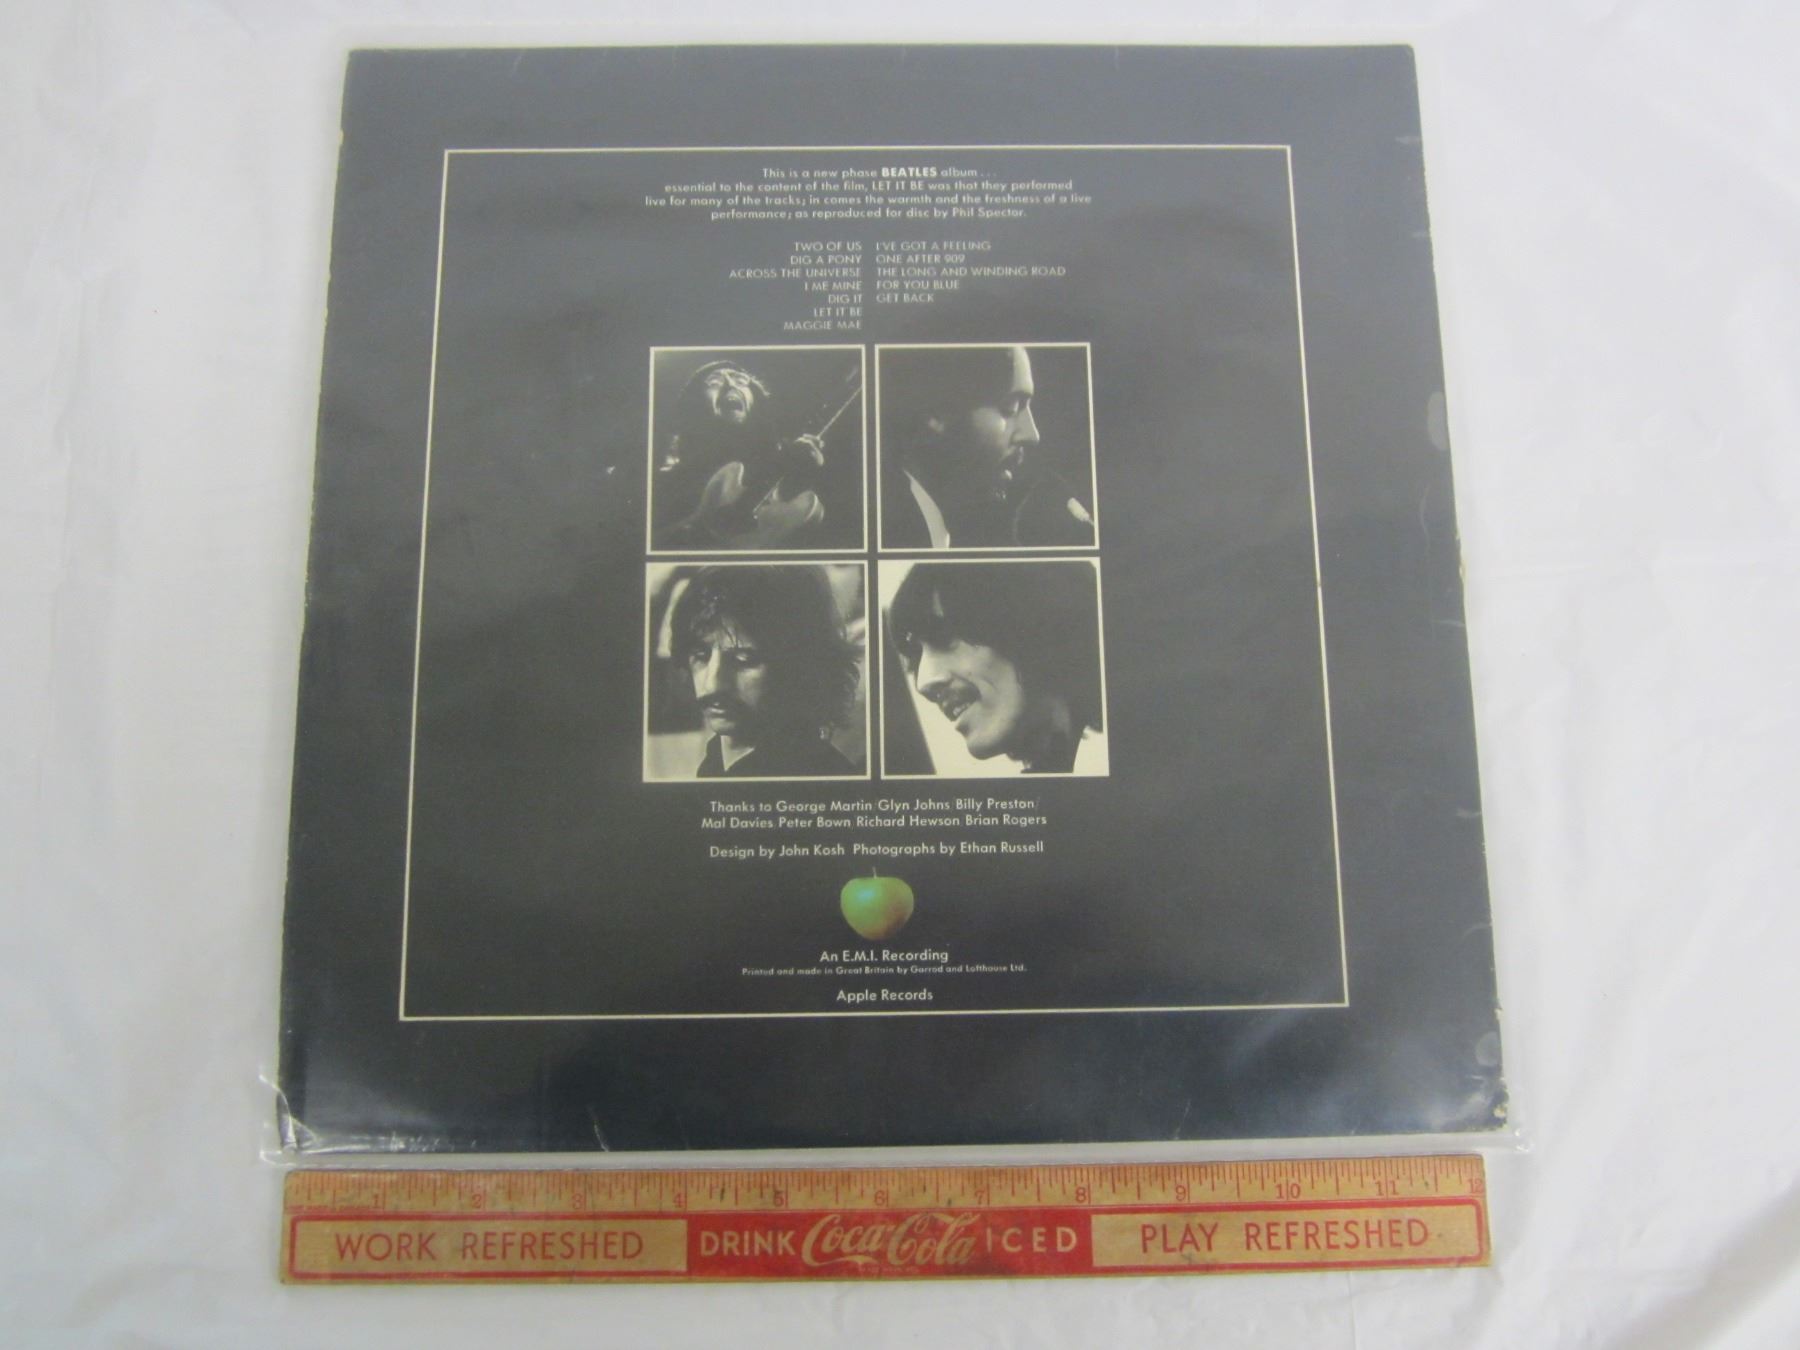 This is a new phase BEATLES album . . .
essential to the content of the film, LET IT BE was that they performed
live for many of the tracks; in comes the warmth and the freshness of a live
performance; as reproduced for disc by Phil Spector.
TWO OF US
DIG A PONY
ACROSS THE UNIVERSE
I ME MINE
DIG IT
LET IT BE
MAGGIE MAE
I'VE GOT A FEELING
ONE AFTER 909
THE LONG AND WINDING ROAD
FOR YOU BLUE
GET BACK
Thanks to George Martin/Glyn Johns/Billy Preston/
Mal Davies/Peter Bown/Richard Hewson/Brian Rogers
Design by John Kosh Photographs by Ethan Russell
An E.M.I. Recording
Printed and made in Great Britain by Garrod and Lofthouse Ltd.
Apple Records
1 2 3 4 5 6 7 8 9 10 11 12
WORK REFRESHED DRINK Coca-Cola ICED PLAY REFRESHED